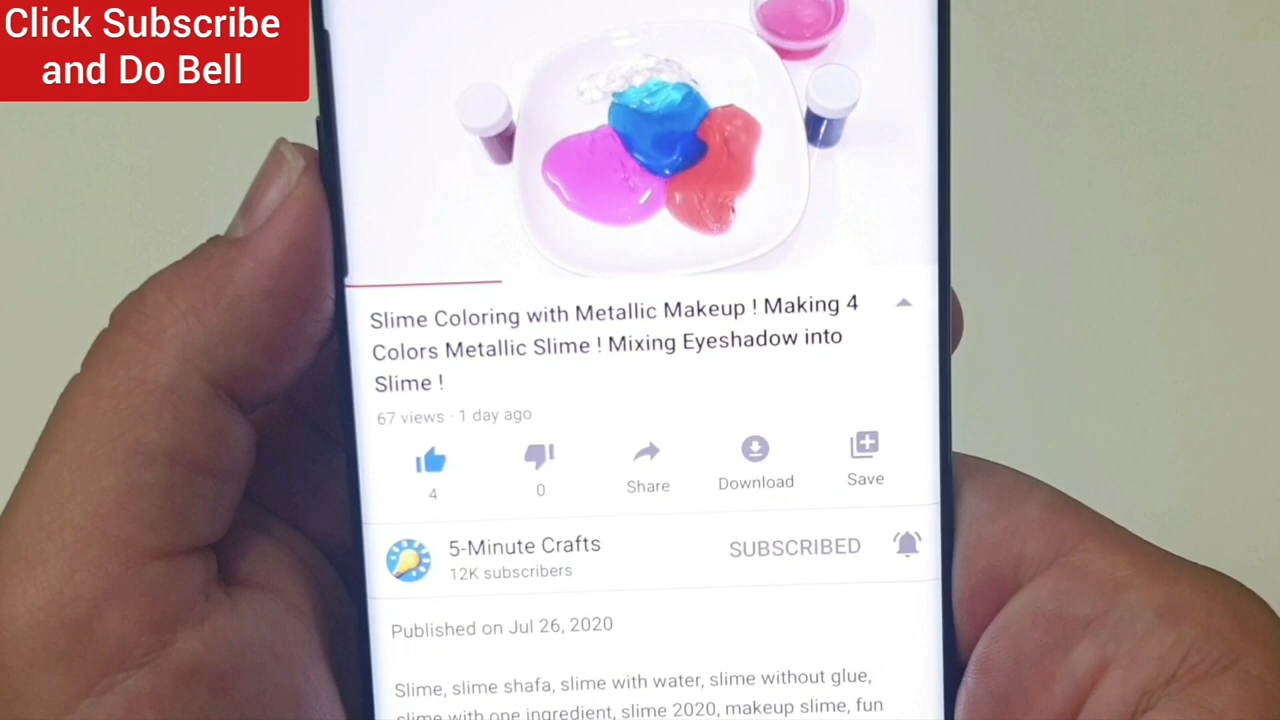 Click Subscribe
and Do Bell
Slime Coloring with Metallic Makeup ! Making 4
Colors Metallic Slime ! Mixing Eyeshadow into
Slime !
67 views · 1 day ago
4
0
Share
Download
Save
5-Minute Crafts
SUBSCRIBED
12K subscribers
Published on Jul 26, 2020
Slime, slime shafa, slime with water, slime without glue,
slime with one ingredient, slime 2020, makeup slime, fun